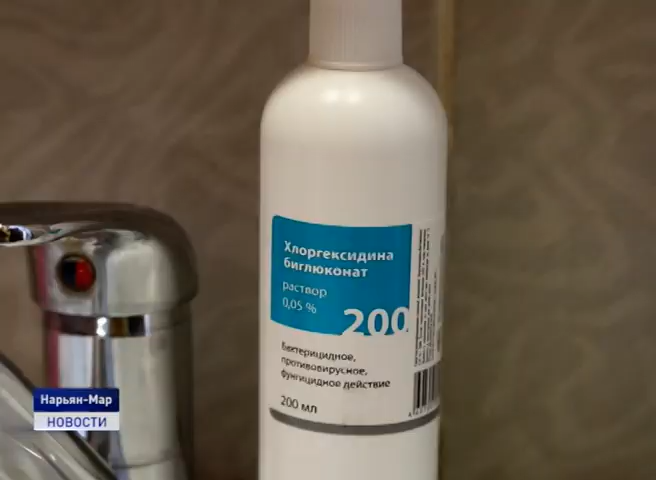 Хлоргексидина
биглюконат
раствор
0,05 %
200
бактерицидное,
противовирусное,
фунгицидное действие
200 мл
Нарьян-Мар
НОВОСТИ